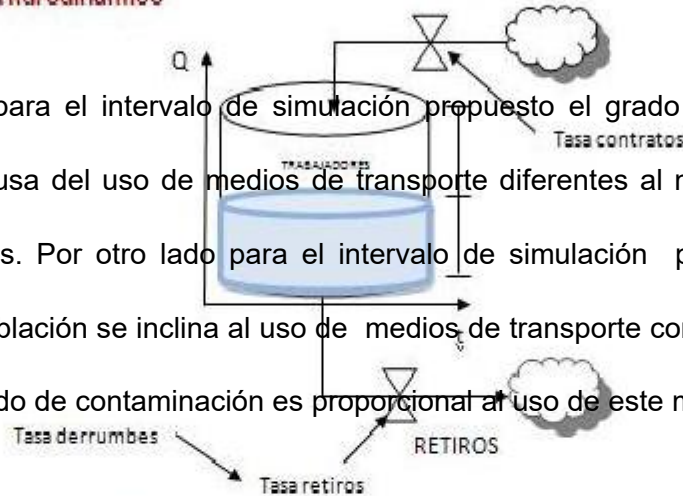 Q
para el intervalo de simulación propuesto el grado
Tasa contratos
TRABAJADORES
usa del uso de medios de transporte diferentes al
s. Por otro lado para el intervalo de simulación p
blación se inclina al uso de medios de transporte
t
do de contaminación es proporcional al uso de este
Tasa derrumbes
RETIROS
Tasa retiros